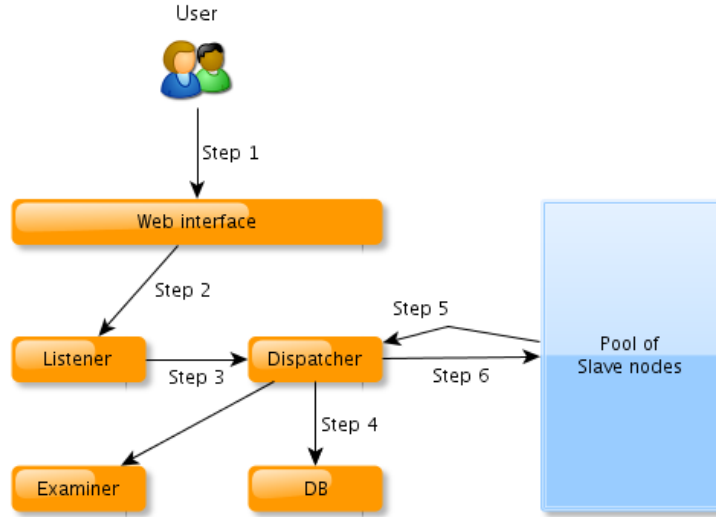 User
Step 1
Web interface
Step 2
Step 5
Listener
Dispatcher
Pool of
Slave nodes
Step 3
Step 6
Step 4
Examiner
DB